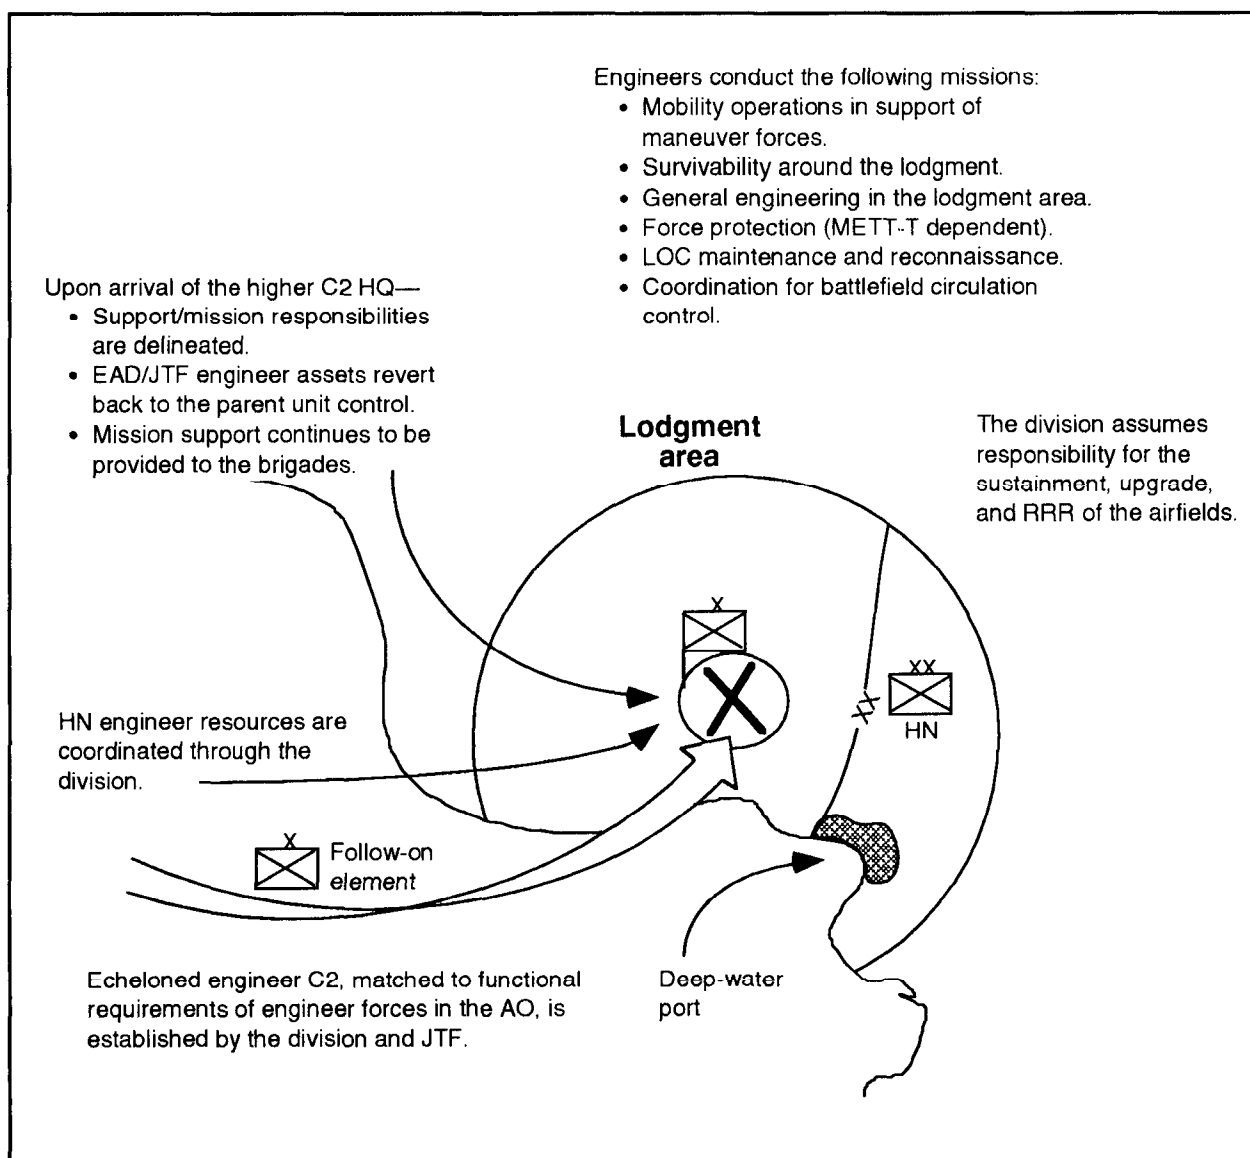 Engineers conduct the following missions:
• Mobility operations in support of
maneuver forces.
• Survivability around the lodgment.
• General engineering in the lodgment area.
• Force protection (METT-T dependent).
• LOC maintenance and reconnaissance.
• Coordination for battlefield circulation
control.
Upon arrival of the higher C2 HQ—
• Support/mission responsibilities
are delineated.
• EAD/JTF engineer assets revert
back to the parent unit control.
• Mission support continues to be
provided to the brigades.
Lodgment
area
The division assumes
responsibility for the
sustainment, upgrade,
and RRR of the airfields.
X
XX
XX
HN
HN engineer resources are
coordinated through the
division.
X
Follow-on
element
Echeloned engineer C2, matched to functional
requirements of engineer forces in the AO, is
established by the division and JTF.
Deep-water
port